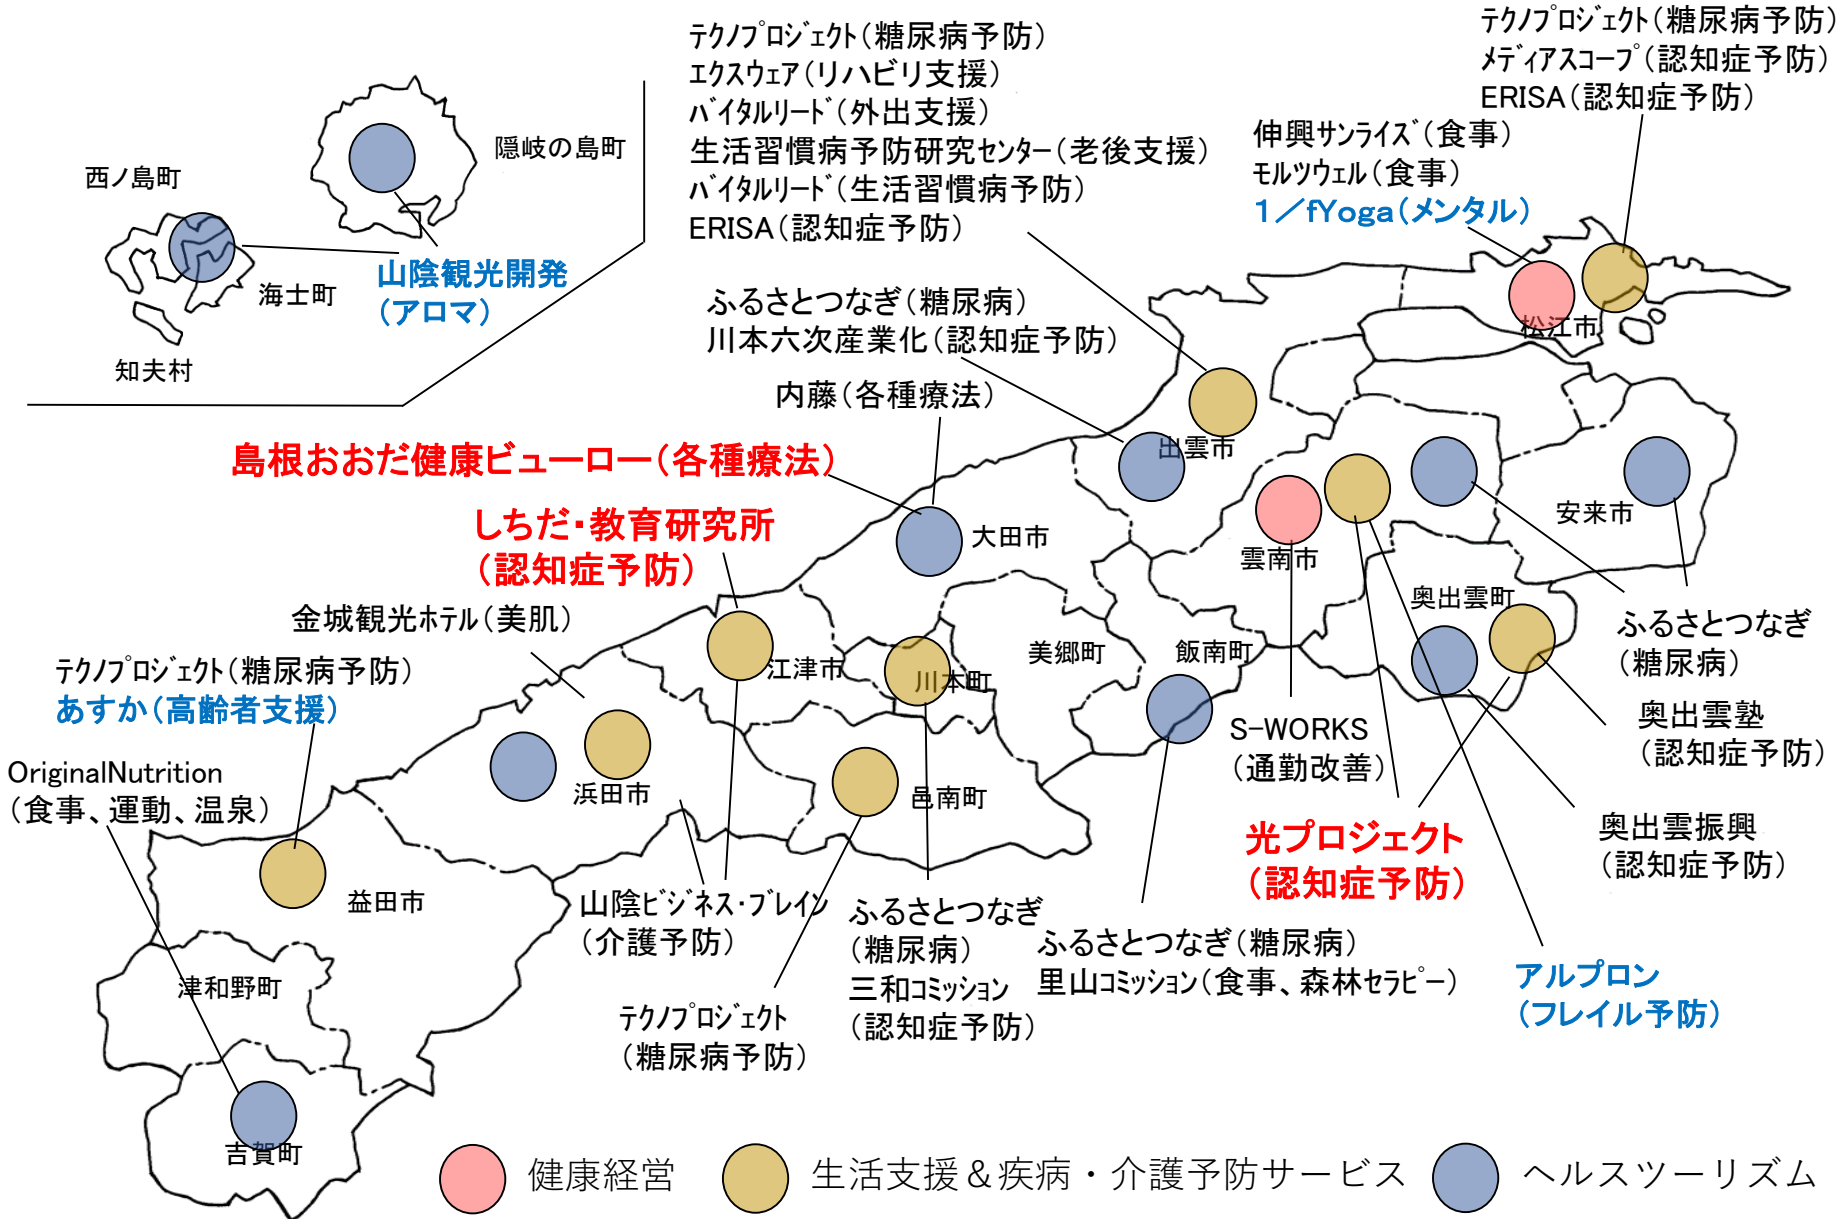 ﾃｸﾉﾌﾟﾛｼﾞｪｸﾄ(糖尿病予防)
ｴｸｽｳｪｱ(リハビリ支援)
ﾊﾞｲﾀﾙﾘｰﾄﾞ(外出支援)
生活習慣病予防研究ｾﾝﾀｰ(老後支援)
ﾊﾞｲﾀﾙﾘｰﾄﾞ(生活習慣病予防)
ERISA(認知症予防)
ﾃｸﾉﾌﾟﾛｼﾞｪｸﾄ(糖尿病予防)
ﾒﾃﾞｨｱｽｺｰﾌﾟ(認知症予防)
ERISA(認知症予防)
伸興ｻﾝﾗｲｽﾞ(食事)
ﾓﾙﾂｳｪﾙ(食事)
1／fYoga(メンタル)
隠岐の島町
西ノ島町
海士町
知夫村
山陰観光開発
(アロマ)
ふるさとつなぎ(糖尿病)
川本六次産業化(認知症予防)
内藤(各種療法)
島根おおだ健康ビューロー(各種療法)
しちだ・教育研究所
(認知症予防)
金城観光ﾎﾃﾙ(美肌)
ﾃｸﾉﾌﾟﾛｼﾞｪｸﾄ(糖尿病予防)
あすか(高齢者支援)
OriginalNutrition
(食事、運動、温泉)
松江市
出雲市
安来市
雲南市
大田市
奥出雲町
美郷町
飯南町
江津市
川本町
浜田市
邑南町
益田市
津和野町
吉賀町
ふるさとつなぎ
(糖尿病)
奥出雲塾
(認知症予防)
奥出雲振興
(認知症予防)
S-WORKS
(通勤改善)
光プロジェクト
(認知症予防)
アルプロン
(フレイル予防)
山陰ﾋﾞｼﾞﾈｽ・ﾌﾞﾚｲﾝ
(介護予防)
ﾃｸﾉﾌﾟﾛｼﾞｪｸﾄ
(糖尿病予防)
ふるさとつなぎ
(糖尿病)
三和ｺﾐｯｼｮﾝ
(認知症予防)
ふるさとつなぎ(糖尿病)
里山ｺﾐｯｼｮﾝ(食事、森林ｾﾗﾋﾟｰ)
健康経営
生活支援＆疾病・介護予防サービス
ヘルスツーリズム